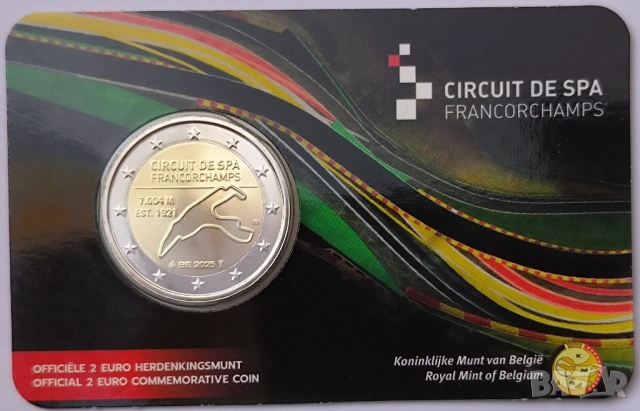 CIRCUIT DE SPA
FRANCORCHAMPS
CIRCUIT DE SPA
FRANCORCHAMPS
7.004 M
EST. 1921
BE 2025
OFFICIËLE 2 EURO HERDENKINGSMUNT
OFFICIAL 2 EURO COMMEMORATIVE COIN
Koninklijke Munt van België
Royal Mint of Belgium
BAZAR